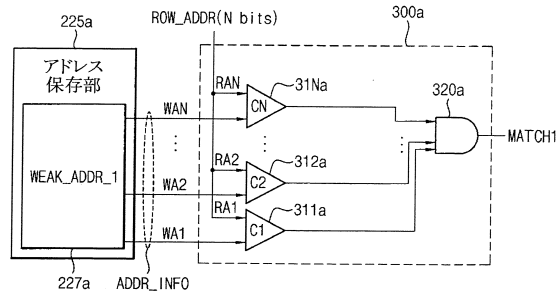 225a
ROW_ADDR(N bits)
300a
アドレス
保存部
WEAK_ADDR_1
227a
ADDR_INFO
WAN
...
WA2
WA1
RAN
CN
31Na
...
RA2
C2
312a
RA1
C1
311a
320a
...
MATCH1